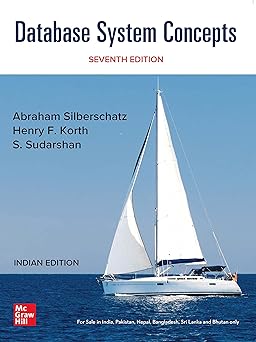 Database System Concepts
SEVENTH EDITION
Abraham Silberschatz
Henry F. Korth
S. Sudarshan
INDIAN EDITION
Mc
Graw
Hill
For Sale in India, Pakistan, Nepal, Bangladesh, Sri Lanka and Bhutan only